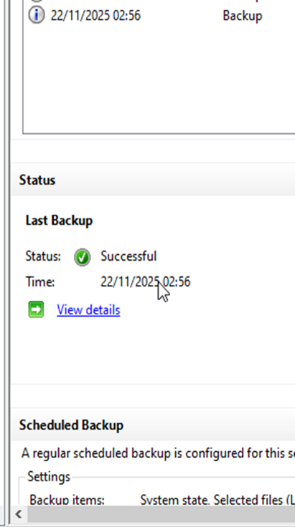 22/11/2025 02:56 Backup
Status
Last Backup
Status: Successful
Time: 22/11/2025 02:56
View details
Scheduled Backup
A regular scheduled backup is configured for this
Settings
Backup items: System state, Selected files (L